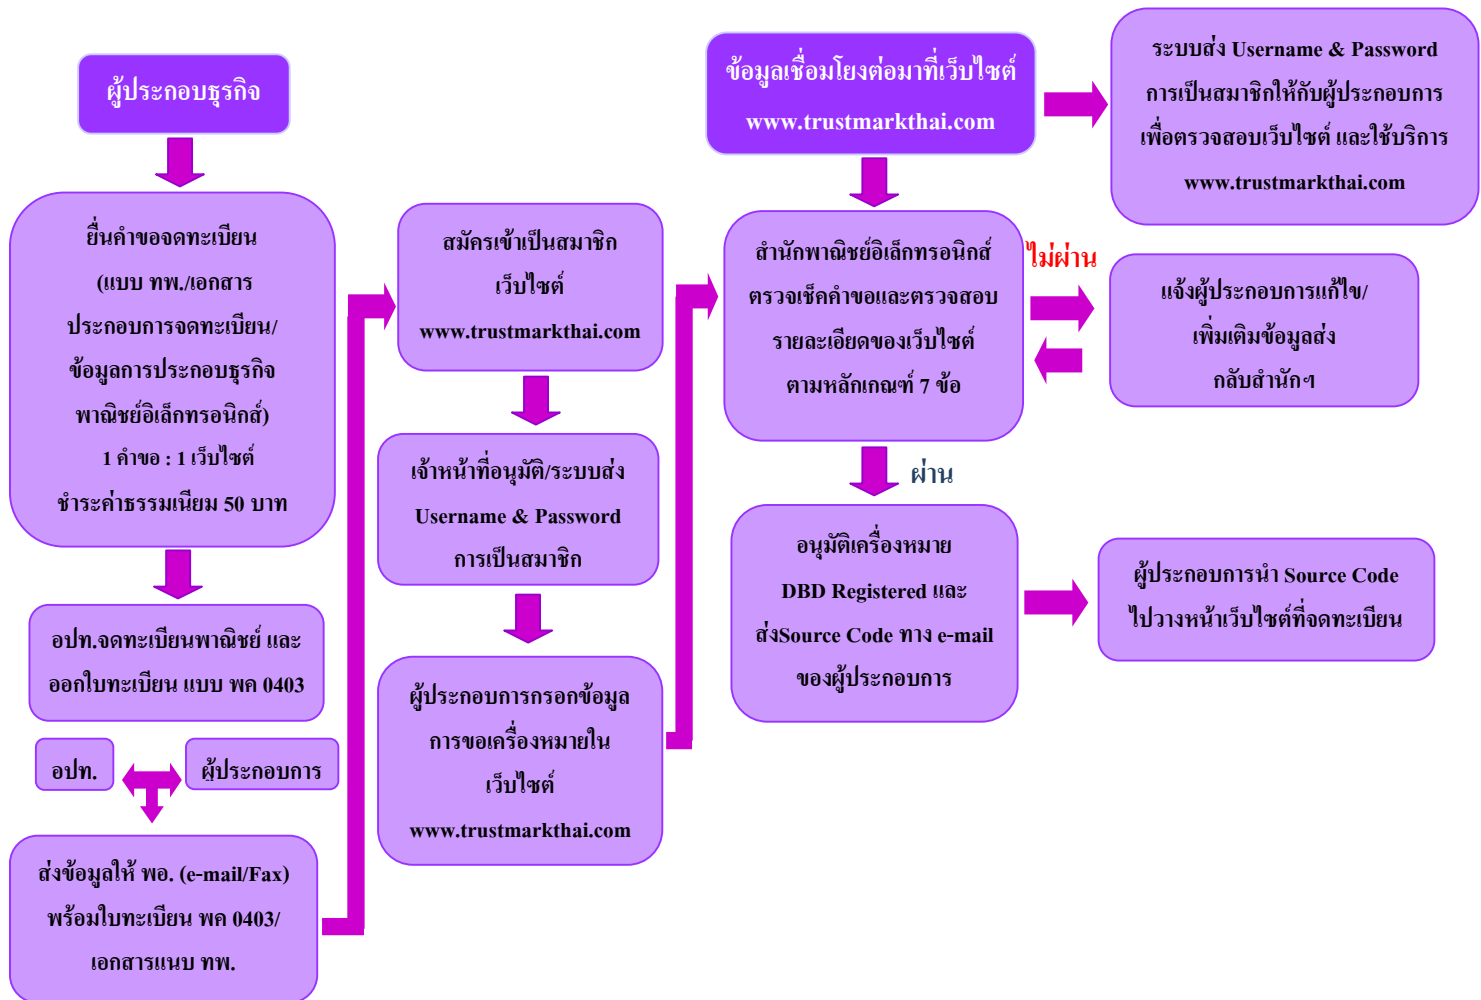 ผู้ประกอบธุรกิจ
ยื่นคำขอจดทะเบียน
(แบบ ทพ./เอกสาร
ประกอบการจดทะเบียน/
ข้อมูลการประกอบธุรกิจ
พาณิชย์อิเล็กทรอนิกส์)
1 คำขอ : 1 เว็บไซต์
ชำระค่าธรรมเนียม 50 บาท
อปท.จดทะเบียนพาณิชย์ และ
ออกใบทะเบียน แบบ พค 0403
อปท.
ผู้ประกอบการ
ส่งข้อมูลให้ พอ. (e-mail/Fax)
พร้อมใบทะเบียน พค 0403/
เอกสารแนบ ทพ.
สมัครเข้าเป็นสมาชิก
เว็บไซต์
www.trustmarkthai.com
เจ้าหน้าที่อนุมัติ/ระบบส่ง
Username & Password
การเป็นสมาชิก
ผู้ประกอบการกรอกข้อมูล
การขอเครื่องหมายใน
เว็บไซต์
www.trustmarkthai.com
ข้อมูลเชื่อมโยงต่อมาที่เว็บไซต์
www.trustmarkthai.com
ระบบส่ง Username & Password
การเป็นสมาชิกให้กับผู้ประกอบการ
เพื่อตรวจสอบเว็บไซต์ และใช้บริการ
www.trustmarkthai.com
สำนักพาณิชย์อิเล็กทรอนิกส์
ตรวจเช็คคำขอและตรวจสอบ
รายละเอียดของเว็บไซต์
ตามหลักเกณฑ์ 7 ข้อ
ไม่ผ่าน
แจ้งผู้ประกอบการแก้ไข/
เพิ่มเติมข้อมูลส่ง
กลับสำนักฯ
ผ่าน
อนุมัติเครื่องหมาย
DBD Registered และ
ส่งSource Code ทาง e-mail
ของผู้ประกอบการ
ผู้ประกอบการนำ Source Code
ไปวางหน้าเว็บไซต์ที่จดทะเบียน